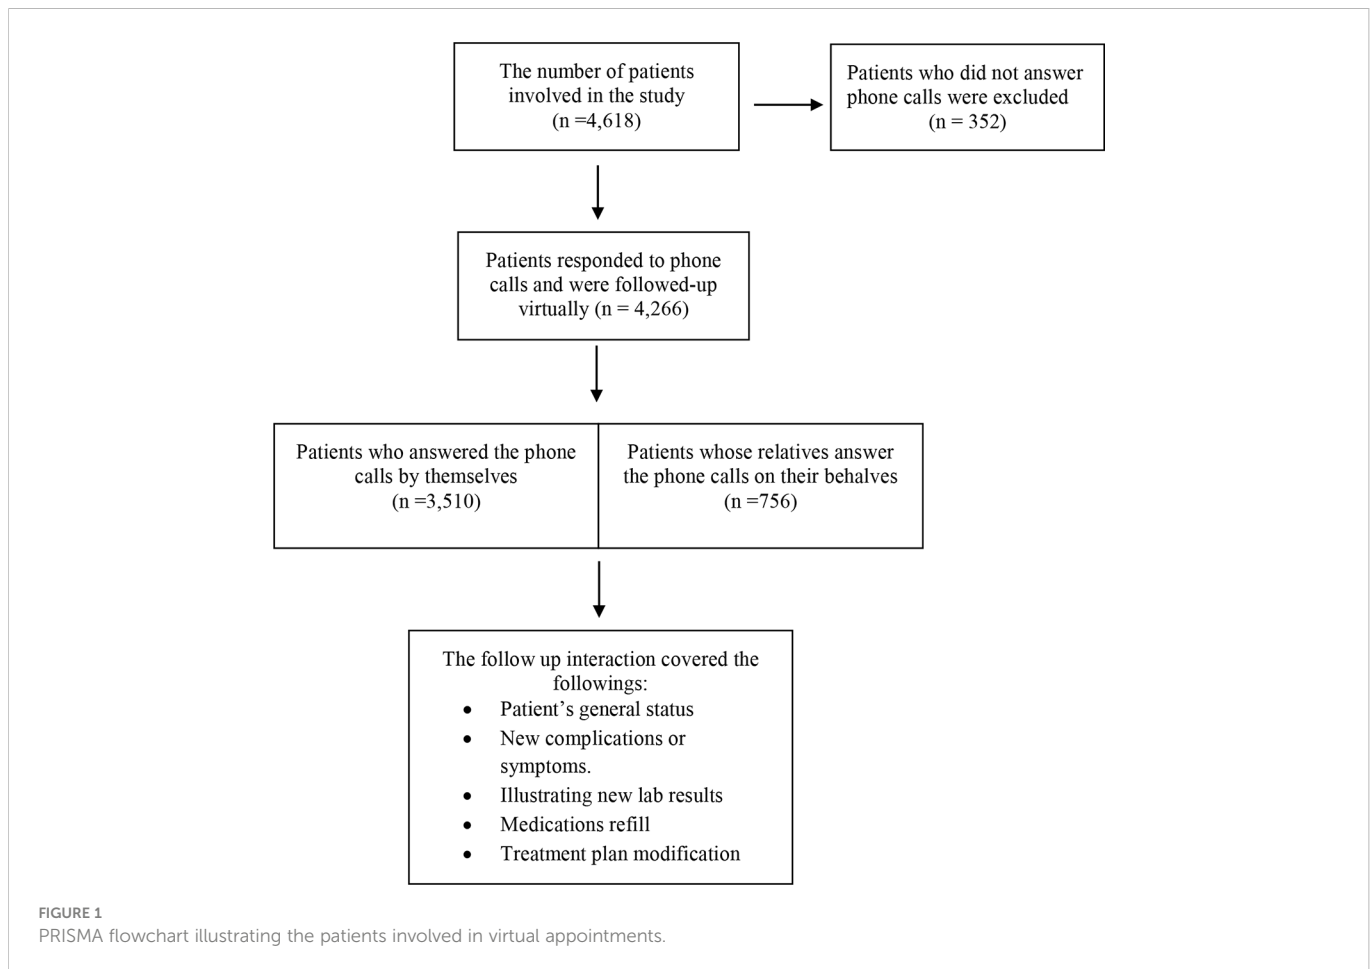 The number of patients
involved in the study
(n =4,618)
Patients who did not answer
phone calls were excluded
(n = 352)
Patients responded to phone
calls and were followed-up
virtually (n = 4,266)
Patients who answered the phone
calls by themselves
(n =3,510)
Patients whose relatives answer
the phone calls on their behalves
(n =756)
The follow up interaction covered the
followings:
• Patient's general status
• New complications or
symptoms.
• Illustrating new lab results
• Medications refill
• Treatment plan modification
FIGURE 1
PRISMA flowchart illustrating the patients involved in virtual appointments.